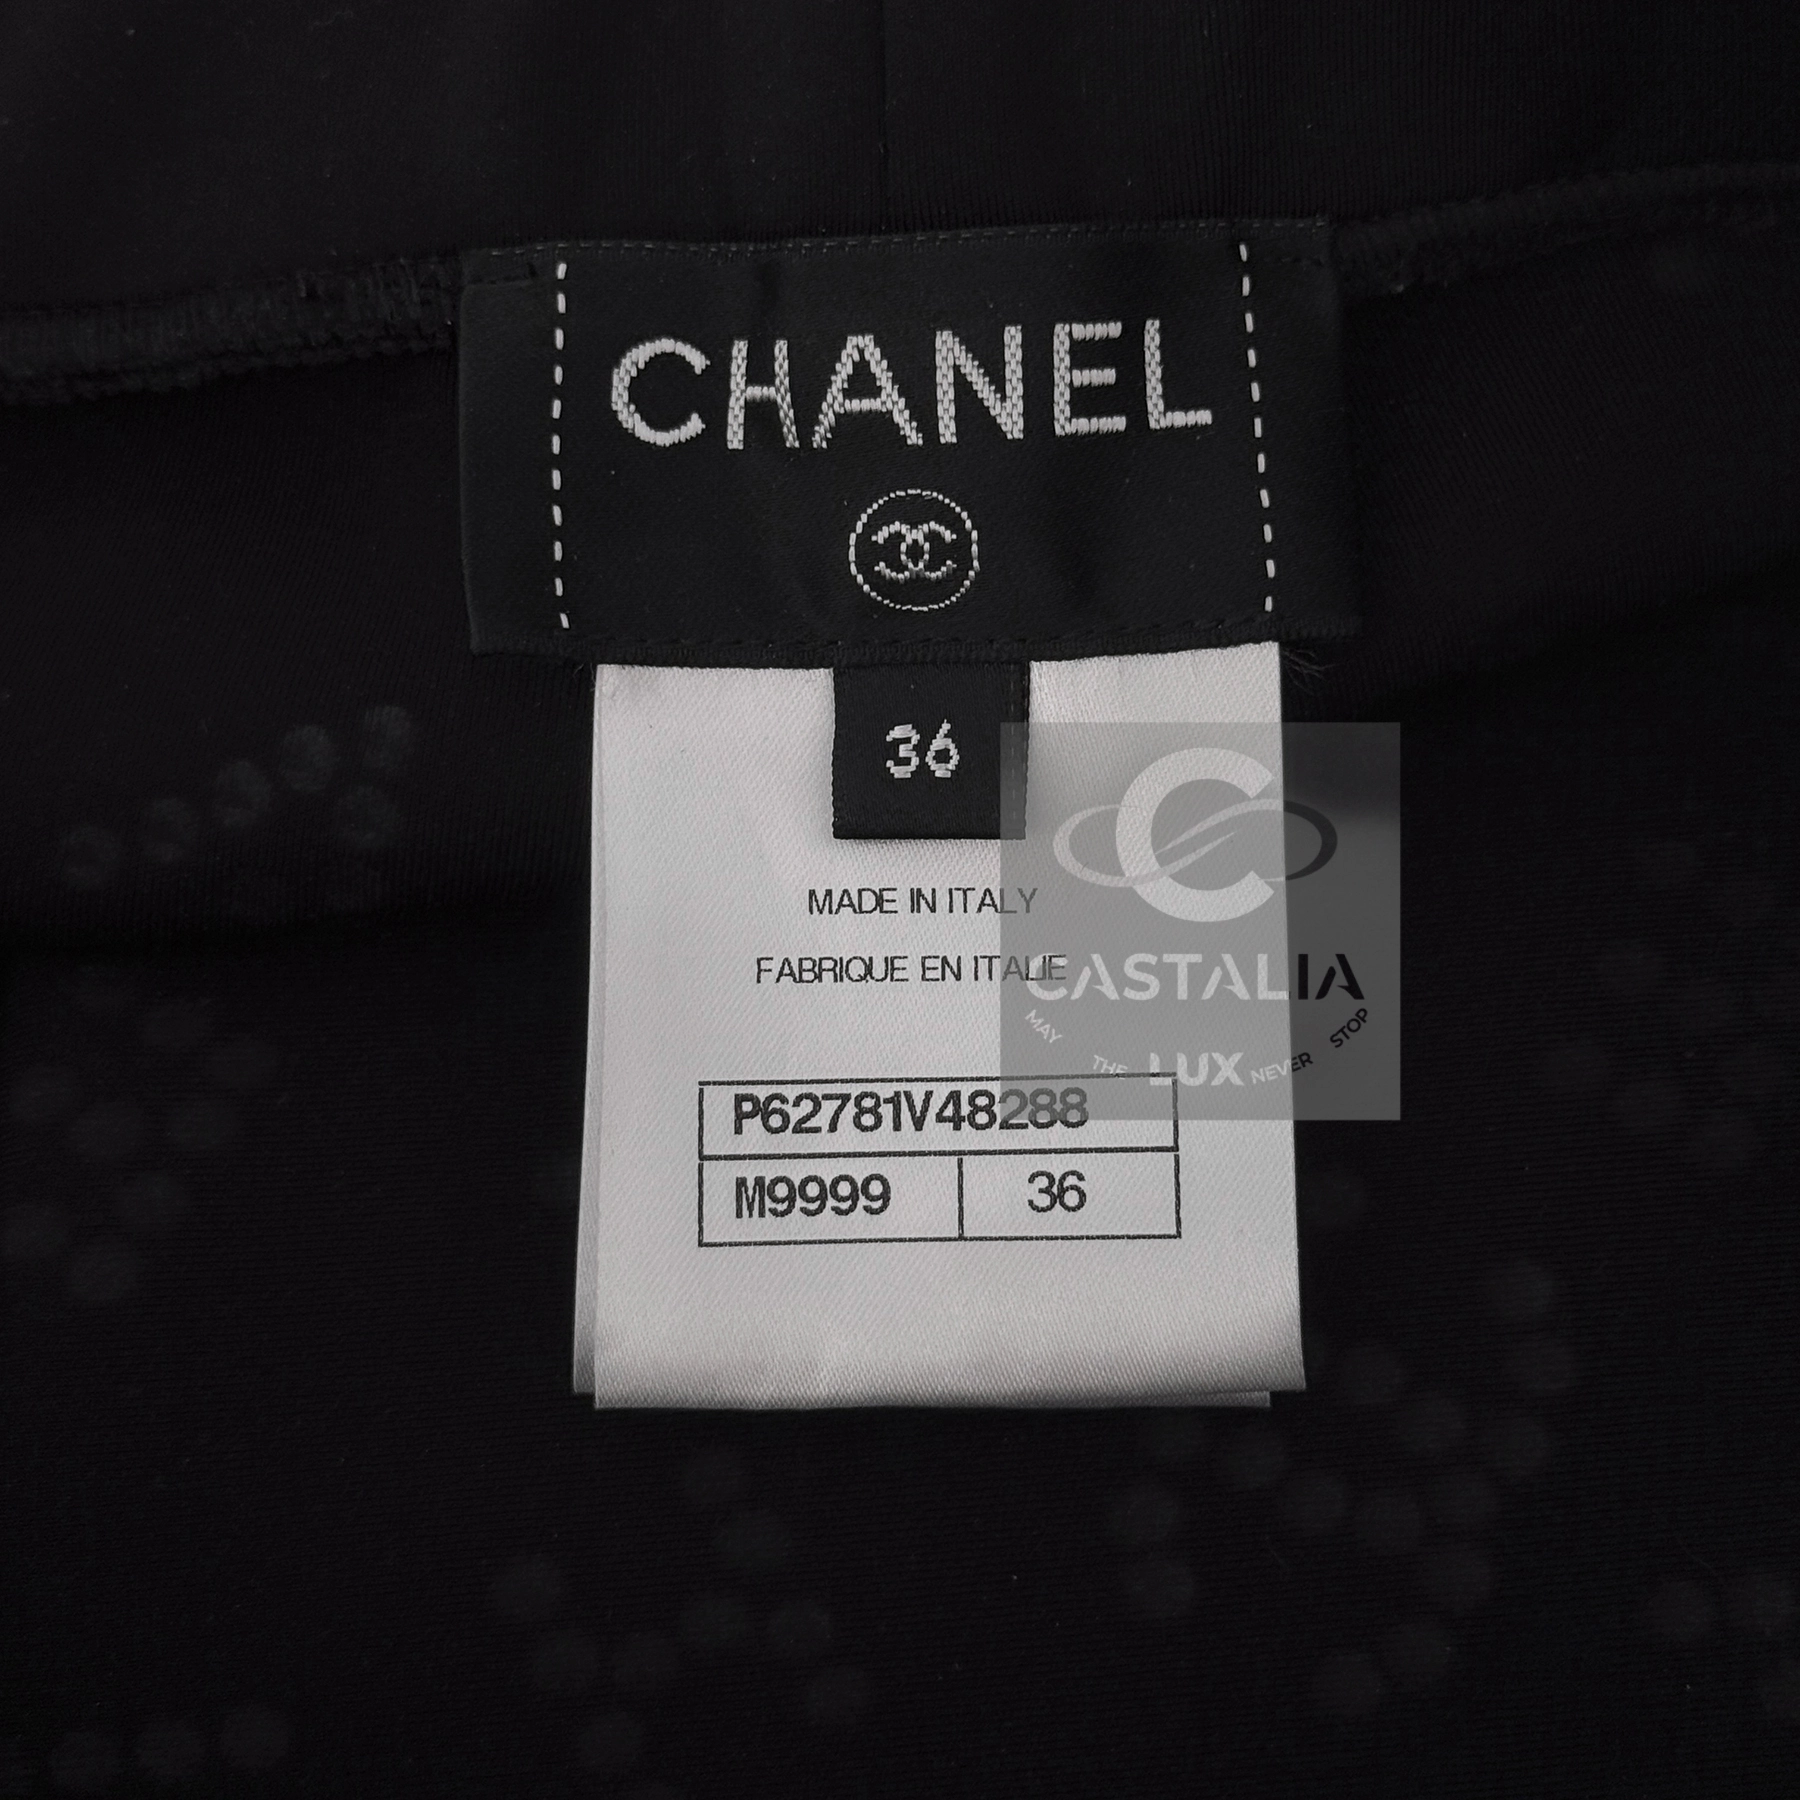 CHANEL
36
MADE IN ITALY
FABRIQUE EN ITALIE
CASTALIA
MAY THE LUX NEVER STOP
P62781V48288
M9999 36